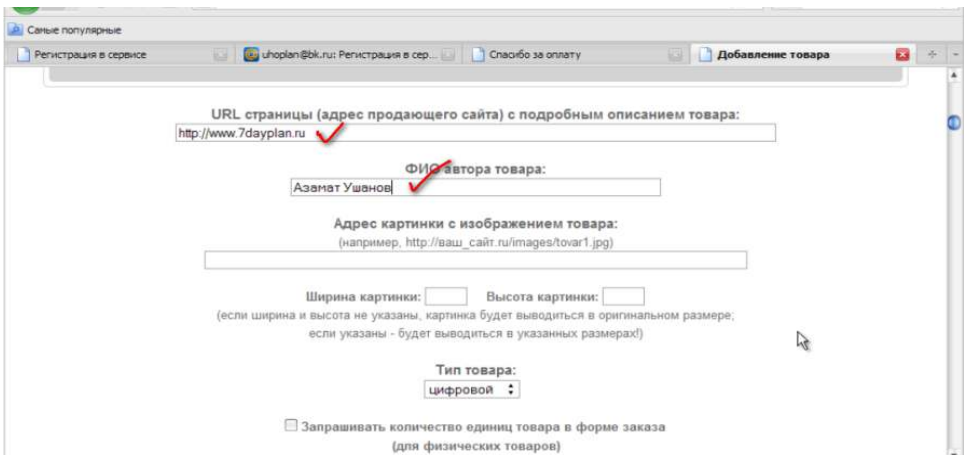 Самые популярные
Регистрация в сервисе
uhoplan@bk.ru: Регистрация в сер...
Спасибо за оплату
Добавление товара
URL страницы (адрес продающего сайта) с подробным описанием товара:
http://www.7dayplan.ru
ФИО автора товара:
Азамат Ушанов
Адрес картинки с изображением товара:
(например, http://ваш_сайт.ru/images/tovar1.jpg)
Ширина картинки:
Высота картинки:
(если ширина и высота не указаны, картинка будет выводиться в оригинальном размере;
если указаны - будет выводиться в указанных размерах!)
Тип товара:
цифровой
Запрашивать количество единиц товара в форме заказа
(для физических товаров)